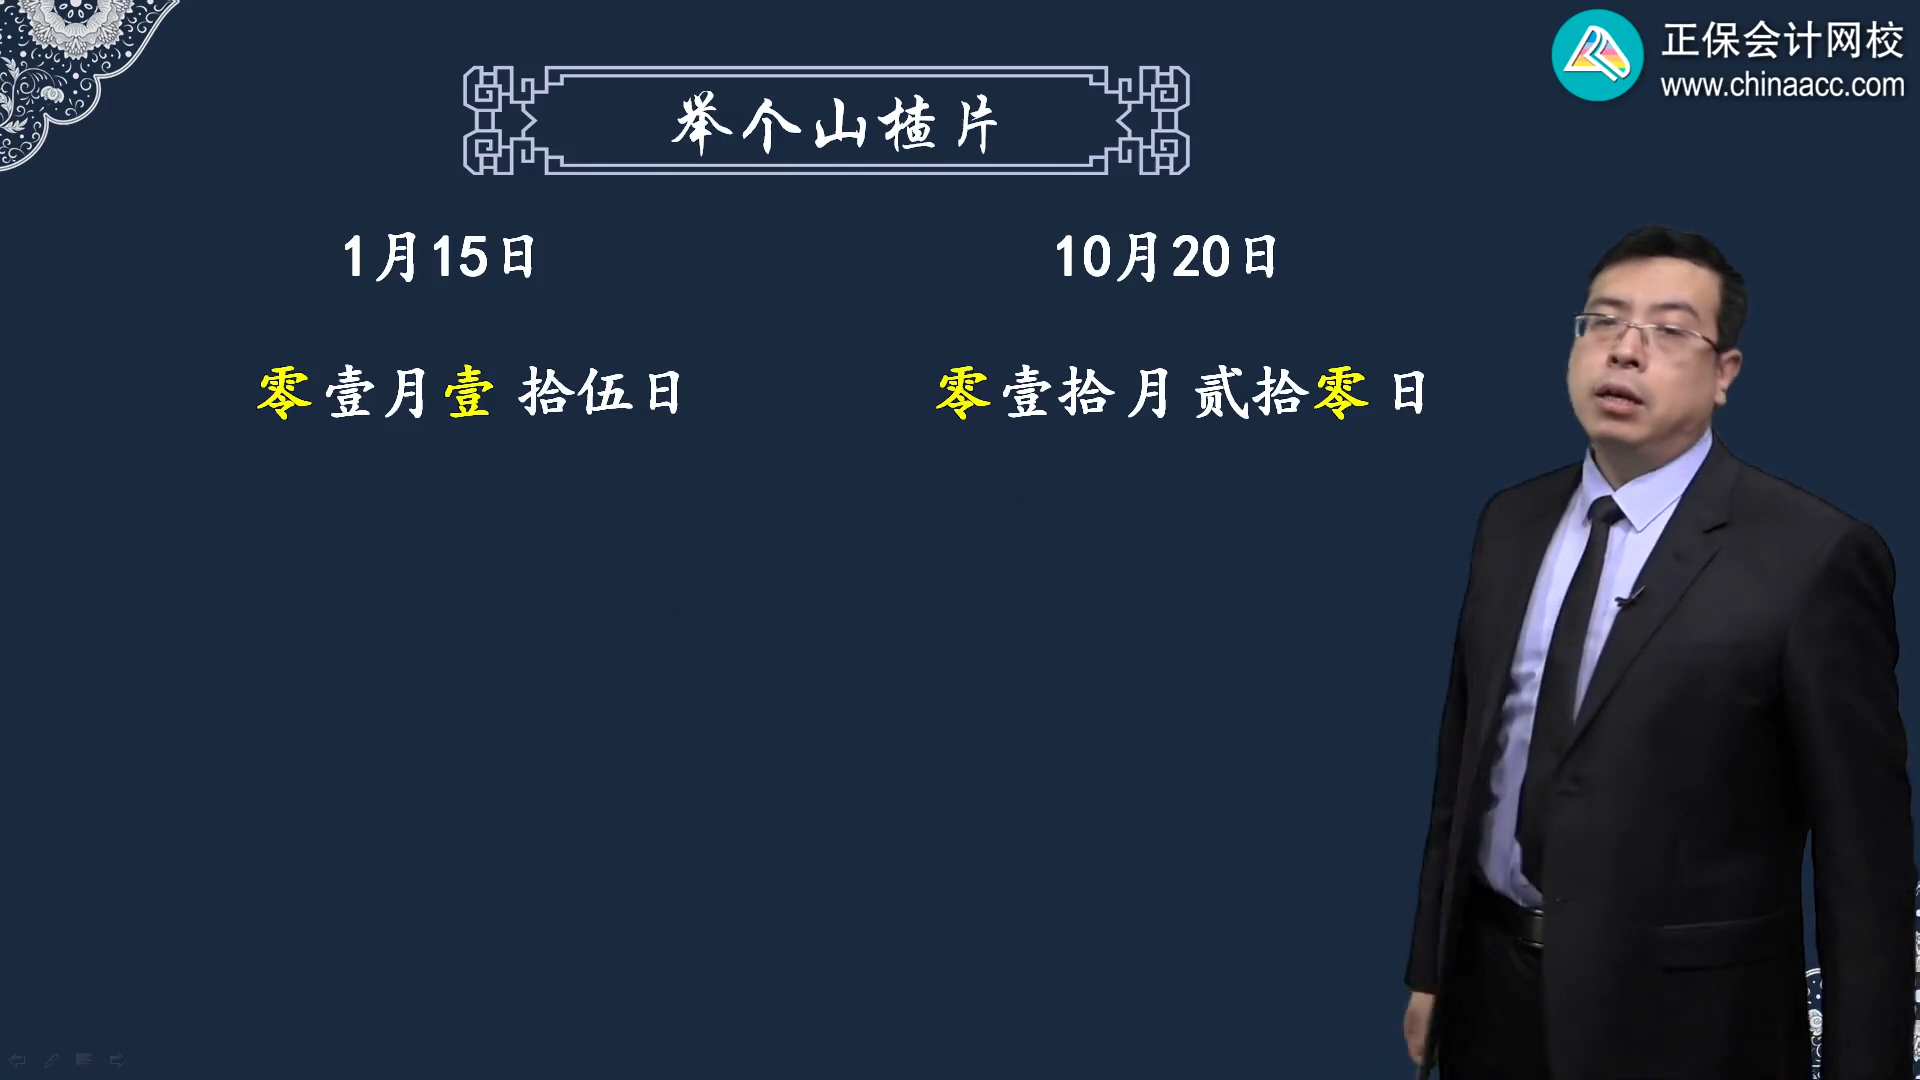 正保会计网校
www.chinaacc.com
举个山楂片
1月15日
10月20日
零壹月壹拾伍日
零壹拾月贰拾零日